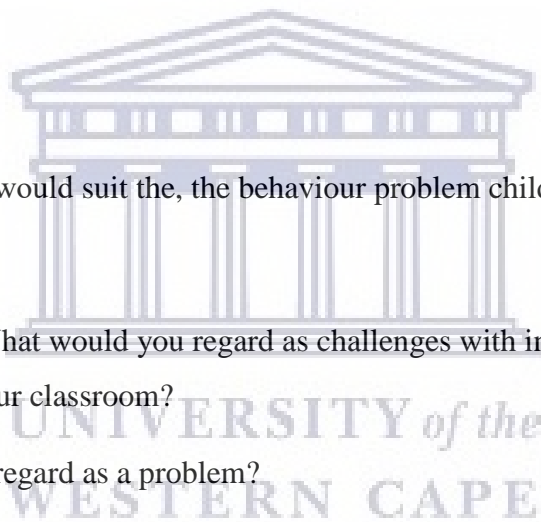 would suit the, the behaviour problem child
hat would you regard as challenges with in
ur classroom?
UNIVERSITY of the
regard as a problem?
WESTERN CAPE